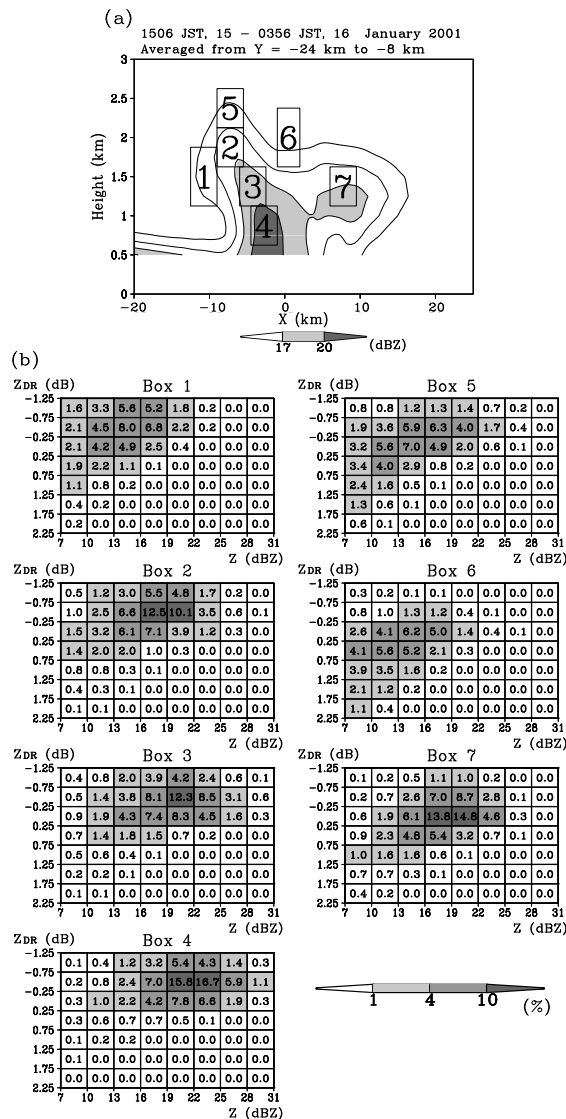 (a)
1506 JST, 15 – 0356 JST, 16 January 2001
Averaged from Y = −24 km to −8 km
Height (km)
3
2.5
2
1.5
1
0.5
0
5
2
6
1
3
7
4
−20 −10 0 10 20
X (km)
17 20 (dBZ)
(b)
ZDR (dB) Box 1
−1.25
1.6 3.3 5.6 5.2 1.8 0.2 0.0 0.0
−0.75
2.1 4.5 8.0 6.8 2.2 0.2 0.0 0.0
−0.25
2.1 4.2 4.9 2.5 0.4 0.0 0.0 0.0
0.25
1.9 2.2 1.1 0.1 0.0 0.0 0.0 0.0
0.75
1.1 0.8 0.2 0.0 0.0 0.0 0.0 0.0
1.25
0.4 0.2 0.0 0.0 0.0 0.0 0.0 0.0
1.75
0.2 0.0 0.0 0.0 0.0 0.0 0.0 0.0
2.25
7 10 13 16 19 22 25 28 31
Z (dBZ)
ZDR (dB) Box 5
−1.25
0.8 0.8 1.2 1.3 1.4 0.7 0.2 0.0
−0.75
1.9 3.6 5.9 6.3 4.0 1.7 0.4 0.0
−0.25
3.2 5.6 7.0 4.9 2.0 0.6 0.1 0.0
0.25
3.4 4.0 2.9 0.8 0.2 0.0 0.0 0.0
0.75
2.4 1.6 0.5 0.1 0.0 0.0 0.0 0.0
1.25
1.3 0.6 0.1 0.0 0.0 0.0 0.0 0.0
1.75
0.6 0.1 0.0 0.0 0.0 0.0 0.0 0.0
2.25
7 10 13 16 19 22 25 28 31
Z (dBZ)
ZDR (dB) Box 2
−1.25
0.5 1.2 3.0 5.5 4.8 1.7 0.2 0.0
−0.75
1.0 2.5 6.6 12.5 10.1 3.5 0.6 0.1
−0.25
1.5 3.2 6.1 7.1 3.9 1.2 0.3 0.0
0.25
1.4 2.0 2.0 1.0 0.3 0.0 0.0 0.0
0.75
0.8 0.8 0.3 0.1 0.0 0.0 0.0 0.0
1.25
0.4 0.3 0.1 0.0 0.0 0.0 0.0 0.0
1.75
0.1 0.1 0.0 0.0 0.0 0.0 0.0 0.0
2.25
7 10 13 16 19 22 25 28 31
Z (dBZ)
ZDR (dB) Box 6
−1.25
0.3 0.2 0.1 0.1 0.1 0.0 0.0 0.0
−0.75
0.8 1.0 1.3 1.2 0.4 0.1 0.0 0.0
−0.25
2.6 4.1 6.2 5.0 1.4 0.4 0.1 0.0
0.25
4.1 5.6 5.2 2.1 0.3 0.0 0.0 0.0
0.75
3.9 3.5 1.6 0.2 0.0 0.0 0.0 0.0
1.25
2.1 1.2 0.2 0.0 0.0 0.0 0.0 0.0
1.75
1.1 0.4 0.0 0.0 0.0 0.0 0.0 0.0
2.25
7 10 13 16 19 22 25 28 31
Z (dBZ)
ZDR (dB) Box 3
−1.25
0.4 0.8 2.0 3.9 4.2 2.4 0.6 0.1
−0.75
0.5 1.4 3.8 8.1 12.3 8.5 3.1 0.6
−0.25
0.9 1.9 4.3 7.4 8.3 4.5 1.6 0.3
0.25
0.7 1.4 1.8 1.5 0.7 0.2 0.0 0.0
0.75
0.5 0.6 0.4 0.1 0.0 0.0 0.0 0.0
1.25
0.2 0.2 0.1 0.0 0.0 0.0 0.0 0.0
1.75
0.1 0.1 0.0 0.0 0.0 0.0 0.0 0.0
2.25
7 10 13 16 19 22 25 28 31
Z (dBZ)
ZDR (dB) Box 7
−1.25
0.1 0.2 0.5 1.1 1.0 0.2 0.0 0.0
−0.75
0.2 0.7 2.6 7.0 8.7 2.8 0.1 0.0
−0.25
0.6 1.9 6.1 13.8 14.8 4.6 0.3 0.0
0.25
0.9 2.3 4.8 5.4 3.2 0.7 0.1 0.0
0.75
1.0 1.6 1.6 0.6 0.1 0.0 0.0 0.0
1.25
0.7 0.7 0.3 0.0 0.0 0.0 0.0 0.0
1.75
0.4 0.2 0.0 0.0 0.0 0.0 0.0 0.0
2.25
7 10 13 16 19 22 25 28 31
Z (dBZ)
ZDR (dB) Box 4
−1.25
0.1 0.4 1.2 3.2 5.4 4.3 1.4 0.3
−0.75
0.2 0.8 2.4 7.0 15.8 16.7 5.9 1.1
−0.25
0.3 1.0 2.2 4.2 7.8 6.6 1.9 0.3
0.25
0.3 0.6 0.7 0.7 0.5 0.1 0.0 0.0
0.75
0.1 0.2 0.2 0.0 0.0 0.0 0.0 0.0
1.25
0.1 0.0 0.0 0.0 0.0 0.0 0.0 0.0
1.75
0.0 0.0 0.0 0.0 0.0 0.0 0.0 0.0
2.25
7 10 13 16 19 22 25 28 31
Z (dBZ)
1 4 10 (%)